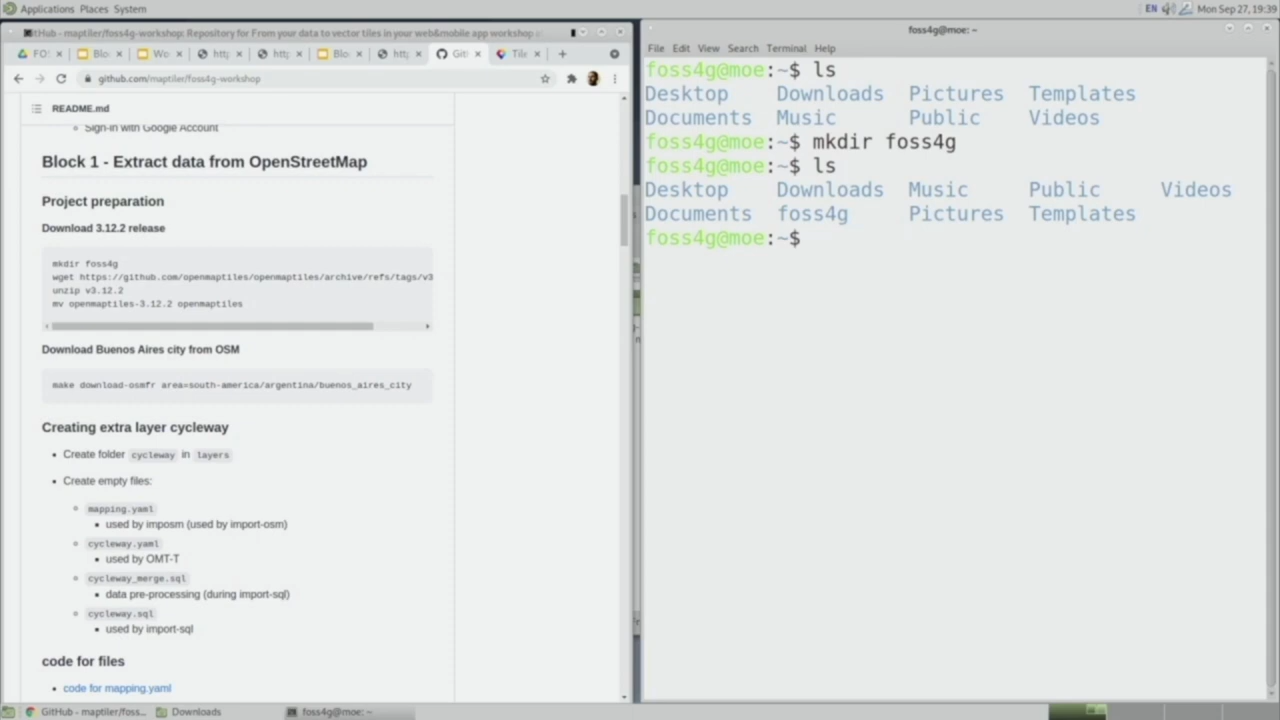 Applications Places System
EN
Mon Sep 27, 19:39
GitHub - maptiler/foss4g-workshop: Repository for From your data to vector tiles in your web&mobile app workshop
FO
Blo
Wo
http
http
Blo
http
Git
Tile
github.com/maptiler/foss4g-workshop
README.md
Sign-in with Google Account
Block 1 - Extract data from OpenStreetMap
Project preparation
Download 3.12.2 release
mkdir foss4g
wget https://github.com/openmaptiles/openmaptiles/archive/refs/tags/v3
unzip v3.12.2
mv openmaptiles-3.12.2 openmaptiles
Download Buenos Aires city from OSM
make download-osmfr area=south-america/argentina/buenos_aires_city
Creating extra layer cycleway
Create folder cycleway in layers
Create empty files:
mapping.yaml
used by imposm (used by import-osm)
cycleway.yaml
used by OMT-T
cycleway_merge.sql
data pre-processing (during import-sql)
cycleway.sql
used by import-sql
code for files
code for mapping.yaml
foss4g@moe: ~
File Edit View Search Terminal Help
foss4g@moe:~$ ls
Desktop Downloads Pictures Templates
Documents Music Public Videos
foss4g@moe:~$ mkdir foss4g
foss4g@moe:~$ ls
Desktop Downloads Music Public Videos
Documents foss4g Pictures Templates
foss4g@moe:~$
GitHub - maptiler/foss...
Downloads
foss4g@moe: ~